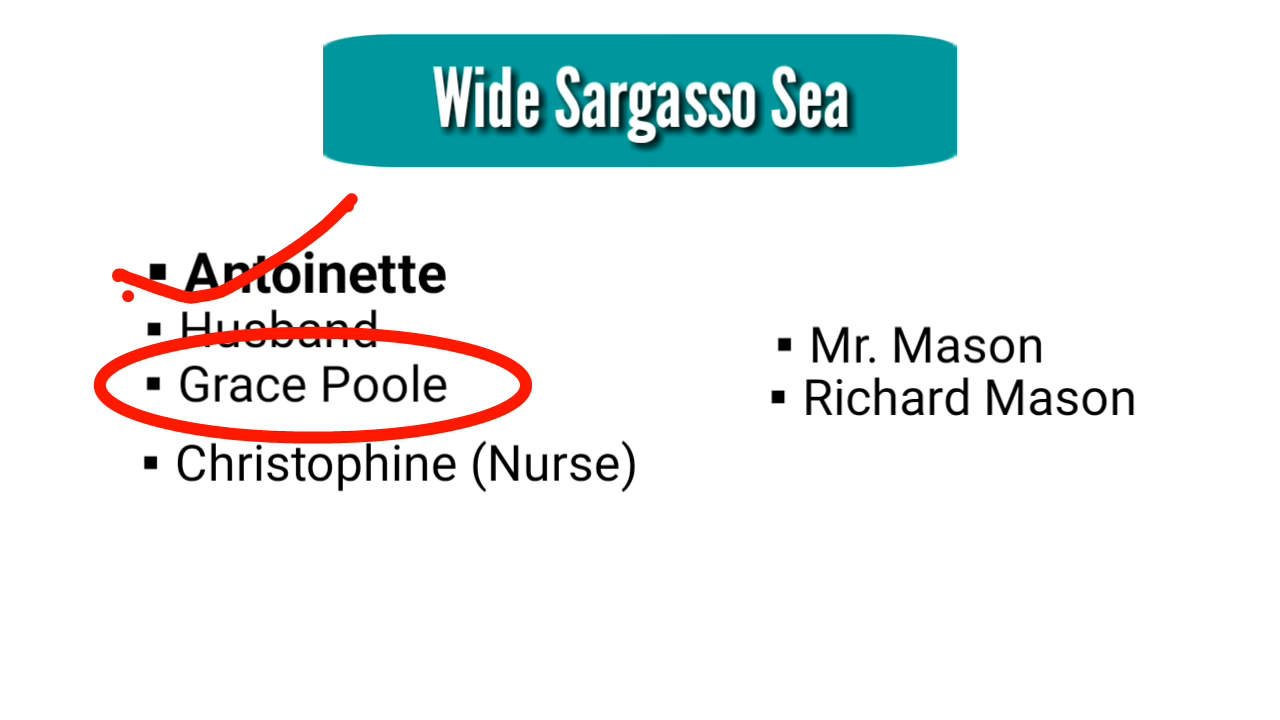 Wide Sargasso Sea
▪ Antoinette
▪ Husband
▪ Grace Poole
▪ Christophine (Nurse)
▪ Mr. Mason
▪ Richard Mason